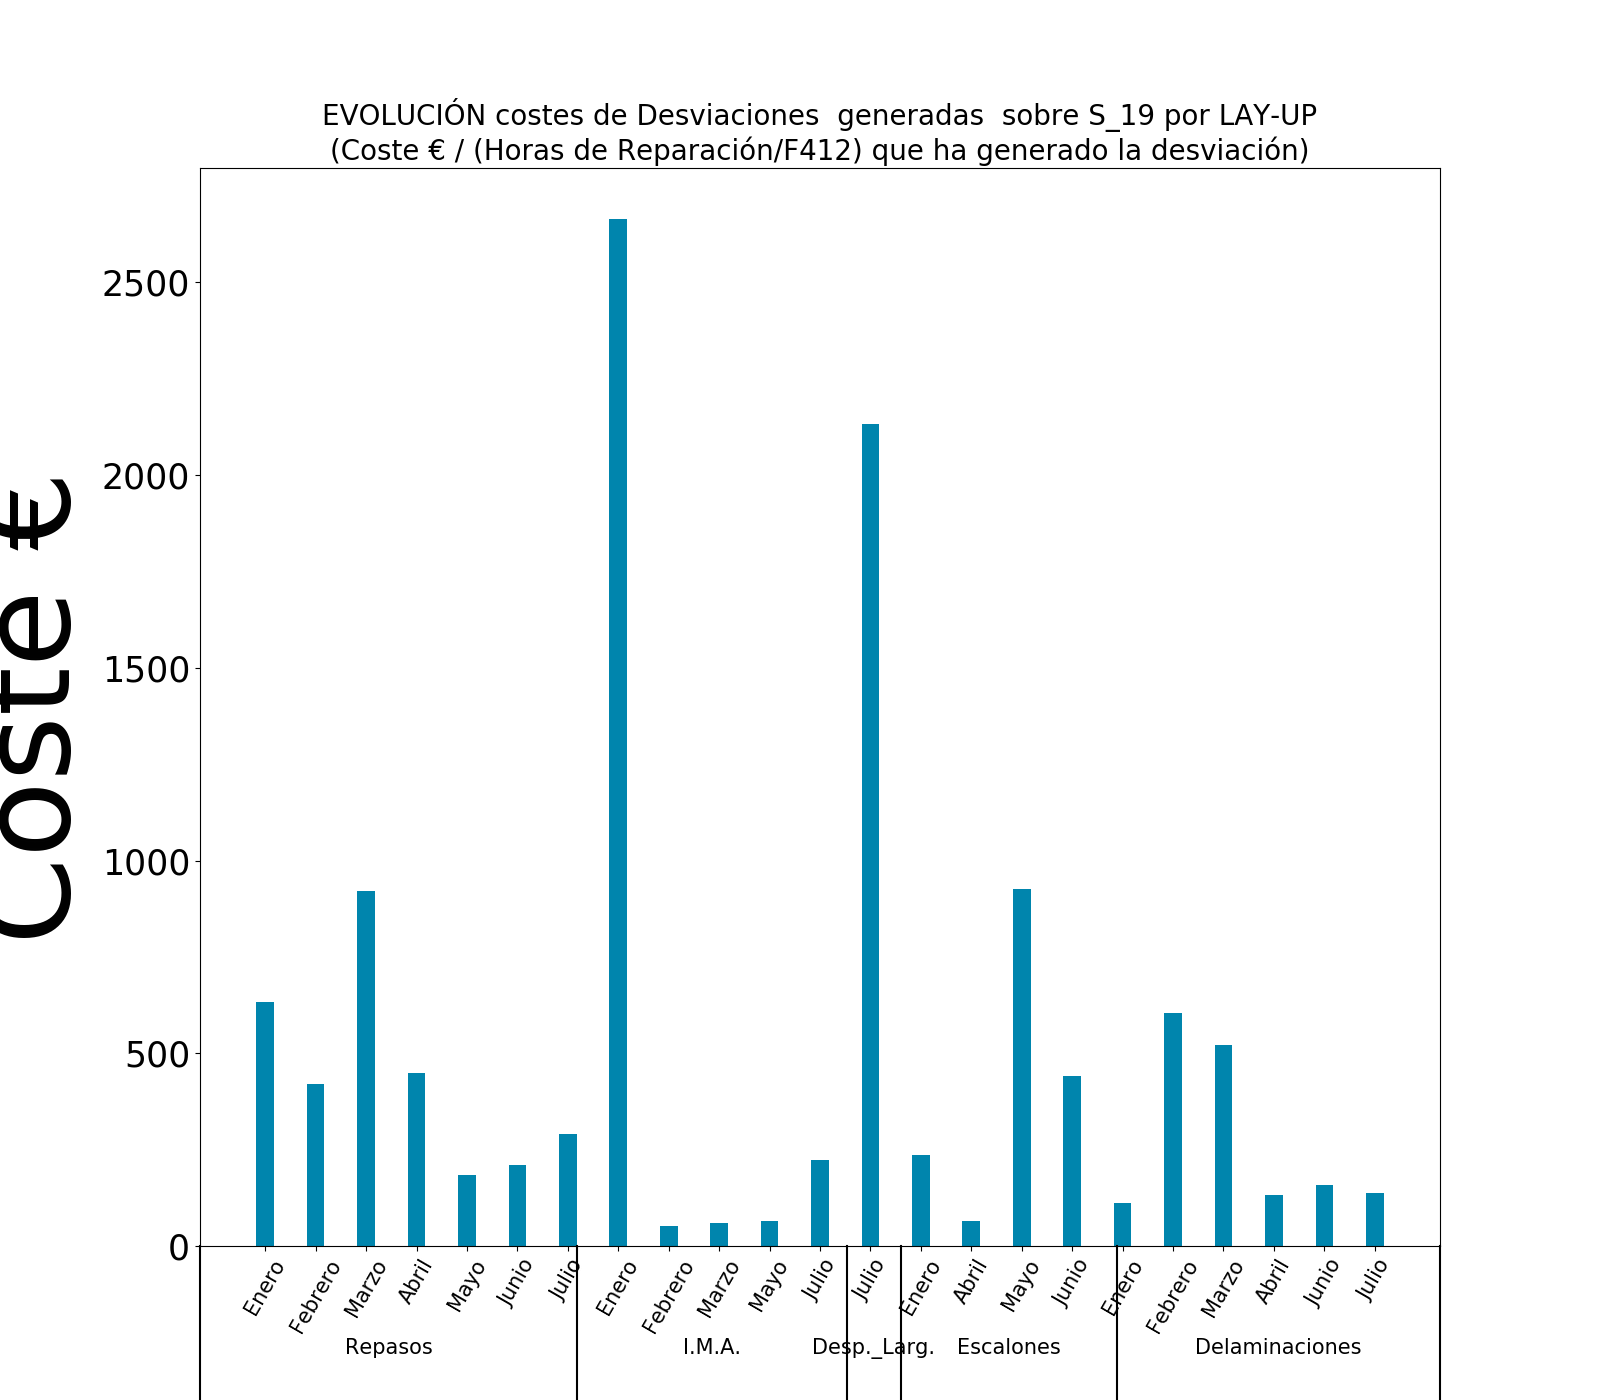 EVOLUCIÓN costes de Desviaciones  generadas  sobre S_19 por LAY-UP
(Coste € / (Horas de Reparación/F412) que ha generado la desviación)
Coste €
2500
2000
1500
1000
500
0
Enero Febrero Marzo Abril Mayo Junio Julio Enero Febrero Marzo Mayo Julio Julio Enero Abril Mayo Junio Enero Febrero Marzo Abril Junio Julio
Repasos I.M.A. Desp._Larg. Escalones Delaminaciones